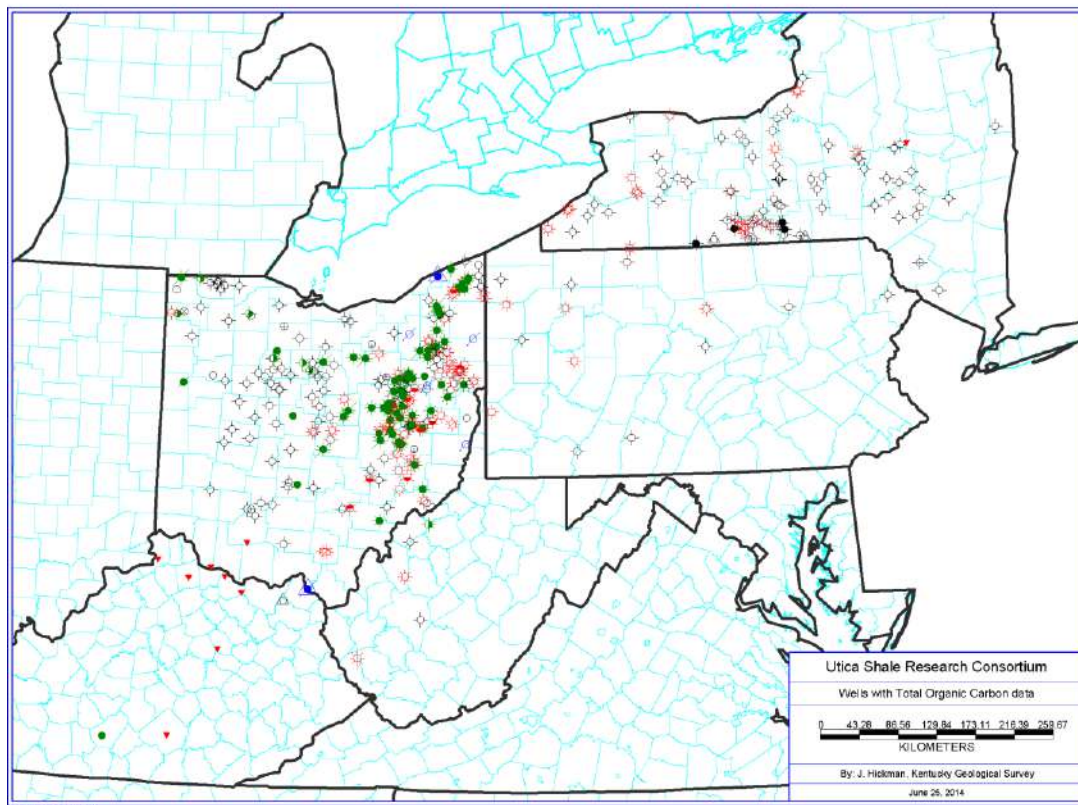 Utica Shale Research Consortium
Wells with Total Organic Carbon data
0 43.28 86.56 129.84 173.11 216.39 259.67
KILOMETERS
By: J. Hickman, Kentucky Geological Survey
June 26, 2014